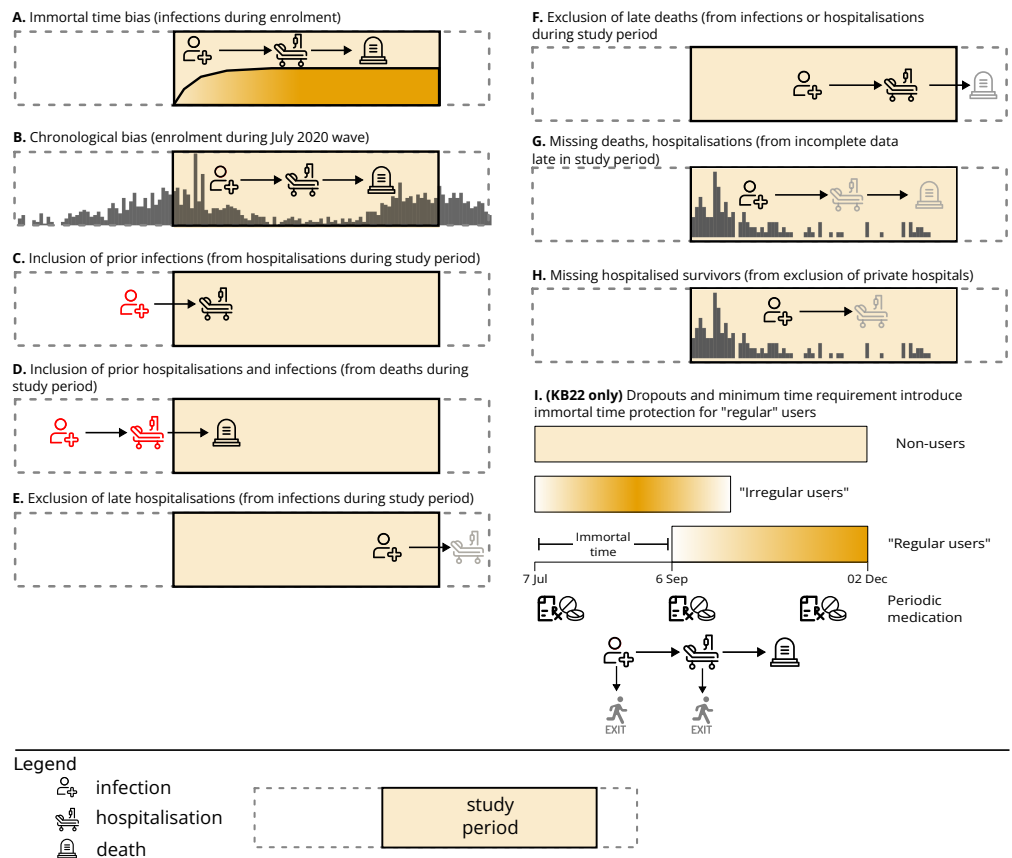 A. Immortal time bias (infections during enrolment)
B. Chronological bias (enrolment during July 2020 wave)
C. Inclusion of prior infections (from hospitalisations during study period)
D. Inclusion of prior hospitalisations and infections (from deaths during
study period)
E. Exclusion of late hospitalisations (from infections during study period)
F. Exclusion of late deaths (from infections or hospitalisations
during study period
G. Missing deaths, hospitalisations (from incomplete data
late in study period)
H. Missing hospitalised survivors (from exclusion of private hospitals)
I. (KB22 only) Dropouts and minimum time requirement introduce
immortal time protection for "regular" users
Non-users
"Irregular users"
Immortal
time
"Regular users"
7 Jul
6 Sep
02 Dec
Periodic
medication
EXIT
EXIT
Legend
infection
hospitalisation
death
study
period